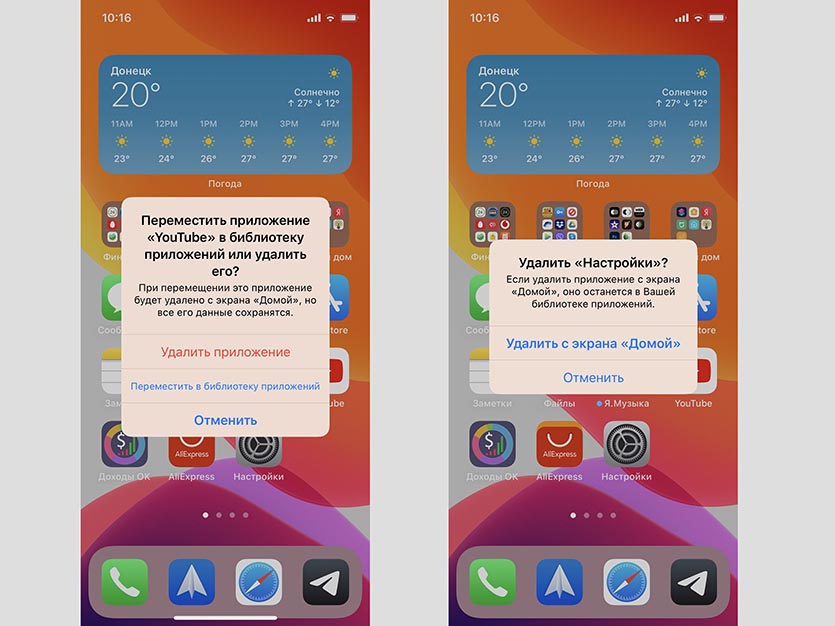 10:16
Донецк
20°
Солнечно
↑ 27° ↓ 12°
11AM 12PM 1PM 2PM 3PM 4PM
23° 24° 26° 27° 27° 27°
Погода
Фин
дом
Переместить приложение
«YouTube» в библиотеку
приложений или удалить
его?
При перемещении это приложение
будет удалено с экрана «Домой», но
все его данные сохранятся.
Удалить приложение
Переместить в библиотеку приложений
Отменить
Сооб
tore
Зам
ube
AliExpress
Доходы ОК AliExpress Настройки
10:16
Донецк
20°
Солнечно
↑ 27° ↓ 12°
11AM 12PM 1PM 2PM 3PM 4PM
23° 24° 26° 27° 27° 27°
Погода
Фин
дом
Удалить «Настройки»?
Если удалить приложение с экрана
«Домой», оно останется в Вашей
библиотеке приложений.
Удалить с экрана «Домой»
Отменить
Сооб
tore
Заметки Файлы Я.Музыка YouTube
AliExpress
Доходы ОК AliExpress Настройки